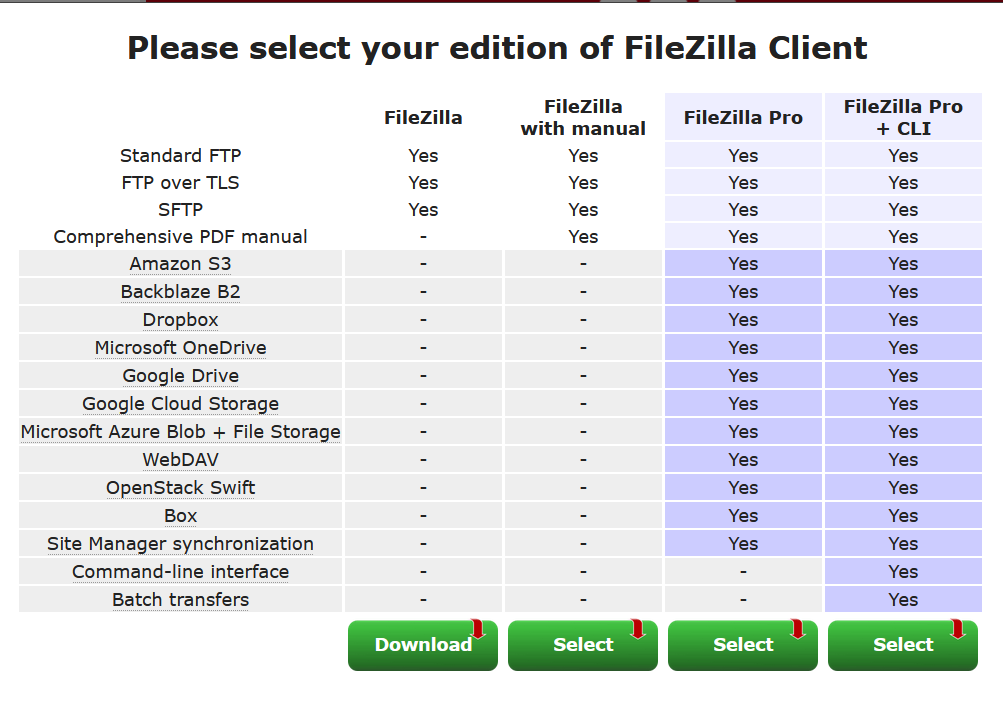 Please select your edition of FileZilla Client
FileZilla FileZilla with manual FileZilla Pro FileZilla Pro + CLI
Standard FTP Yes Yes Yes Yes
FTP over TLS Yes Yes Yes Yes
SFTP Yes Yes Yes Yes
Comprehensive PDF manual - Yes Yes Yes
Amazon S3 - - Yes Yes
Backblaze B2 - - Yes Yes
Dropbox - - Yes Yes
Microsoft OneDrive - - Yes Yes
Google Drive - - Yes Yes
Google Cloud Storage - - Yes Yes
Microsoft Azure Blob + File Storage - - Yes Yes
WebDAV - - Yes Yes
OpenStack Swift - - Yes Yes
Box - - Yes Yes
Site Manager synchronization - - Yes Yes
Command-line interface - - - Yes
Batch transfers - - - Yes
Download Select Select Select